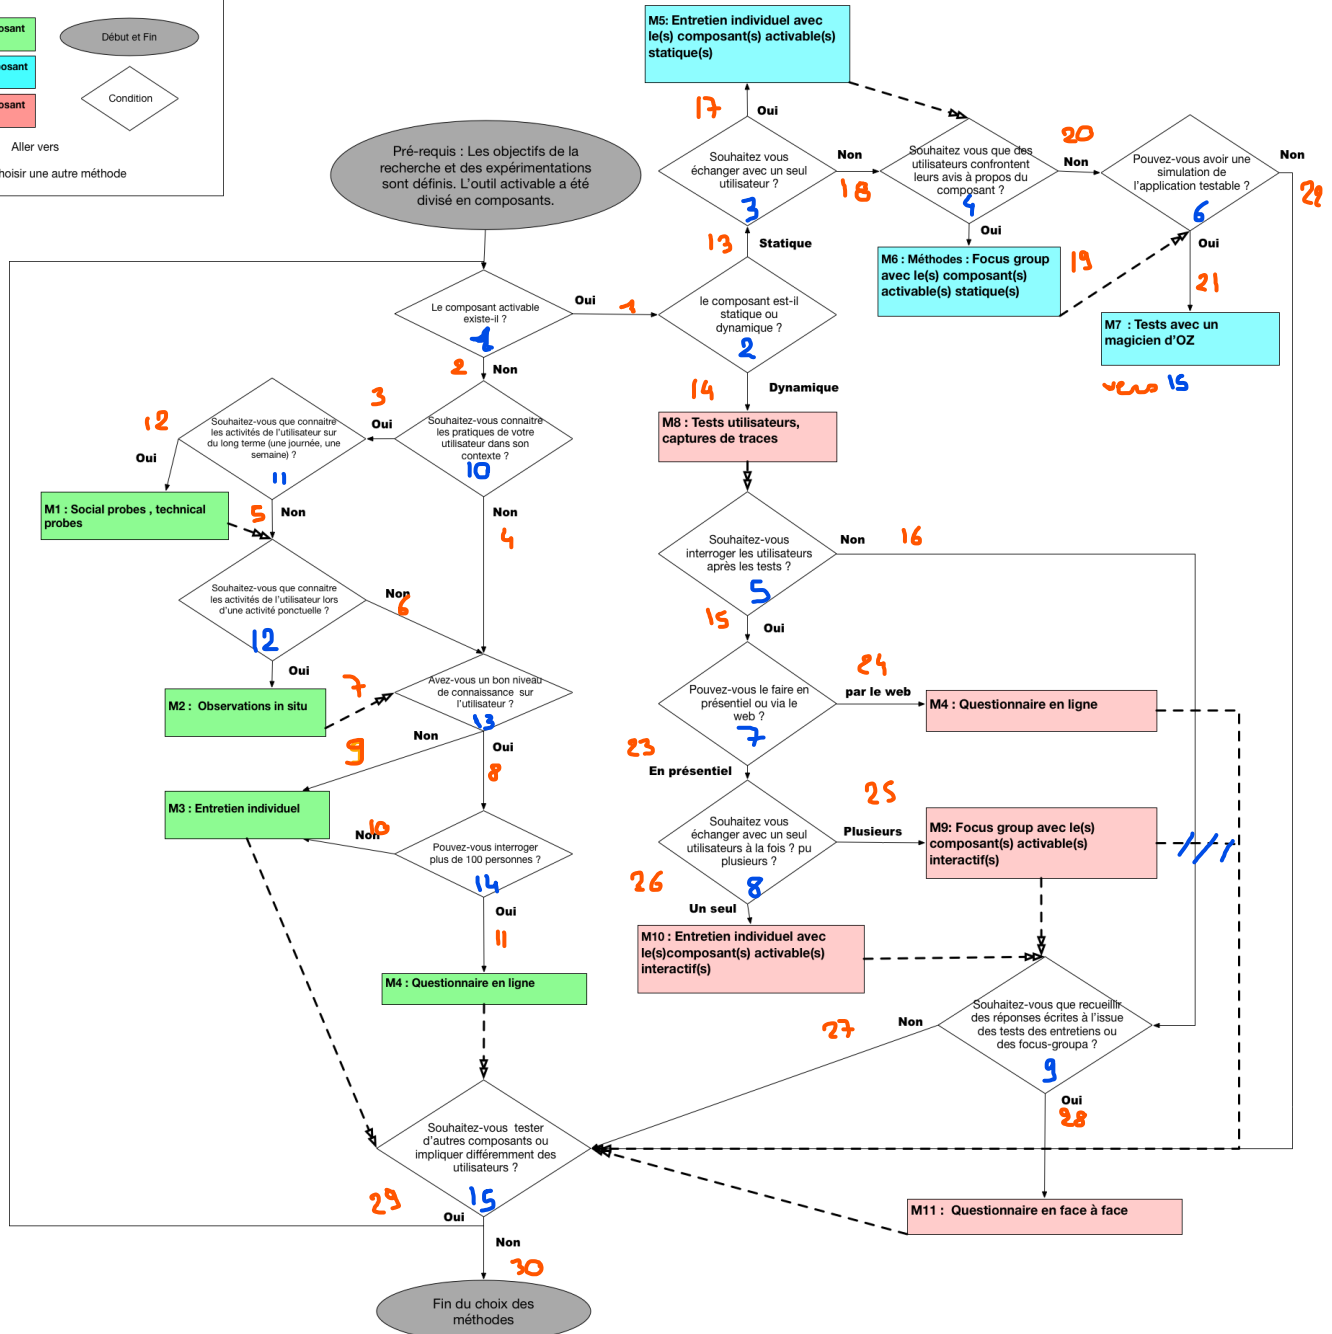 osant
Début et Fin
posant
osant
Condition
Aller vers
hoisir une autre méthode
M5: Entretien individuel avec
le(s) composant(s) activable(s)
statique(s)
17
Oui
Pré-requis : Les objectifs de la
recherche et des expérimentations
sont définis. L'outil activable a été
divisé en composants.
Souhaitez vous
échanger avec un seul
utilisateur ?
3
Non
18
Souhaitez vous que des
utilisateurs confrontent
leurs avis à propos du
composant ?
4
20
Non
Pouvez-vous avoir une
simulation de
l'application testable ?
6
Non
22
Oui
Oui
13
Statique
M6 : Méthodes : Focus group
avec le(s) composant(s)
activable(s) statique(s)
19
21
M7 : Tests avec un
magicien d'OZ
vers 15
Le composant activable
existe-il ?
1
Oui
1
le composant est-il
statique ou
dynamique ?
2
2
Non
14
Dynamique
M8 : Tests utilisateurs,
captures de traces
12
Oui
Souhaitez-vous que connaitre
les activités de l'utilisateur sur
du long terme (une journée, une
semaine) ?
11
3
Oui
Souhaitez-vous connaitre
les pratiques de votre
utilisateur dans son
contexte ?
10
M1 : Social probes , technical
probes
5
Non
Non
4
Souhaitez-vous
interroger les utilisateurs
après les tests ?
5
Non
16
Souhaitez-vous que connaitre
les activités de l'utilisateur lors
d'une activité ponctuelle ?
12
Non
6
15
Oui
Oui
M2 : Observations in situ
7
Avez-vous un bon niveau
de connaissance sur
l'utilisateur ?
13
Pouvez-vous le faire en
présentiel ou via le
web ?
7
24
par le web
M4 : Questionnaire en ligne
Non
9
Oui
8
23
En présentiel
M3 : Entretien individuel
10
Non
Pouvez-vous interroger
plus de 100 personnes ?
14
Souhaitez vous
échanger avec un seul
utilisateurs à la fois ? pu
plusieurs ?
8
25
Plusieurs
M9: Focus group avec le(s)
composant(s) activable(s)
interactif(s)
26
Un seul
Oui
11
M10 : Entretien individuel avec
le(s)composant(s) activable(s)
interactif(s)
M4 : Questionnaire en ligne
27
Non
Souhaitez-vous que recueillir
des réponses écrites à l'issue
des tests des entretiens ou
des focus-groupa ?
9
Oui
28
Souhaitez-vous tester
d'autres composants ou
impliquer différemment des
utilisateurs ?
15
29
Oui
M11 : Questionnaire en face à face
Non
30
Fin du choix des
méthodes